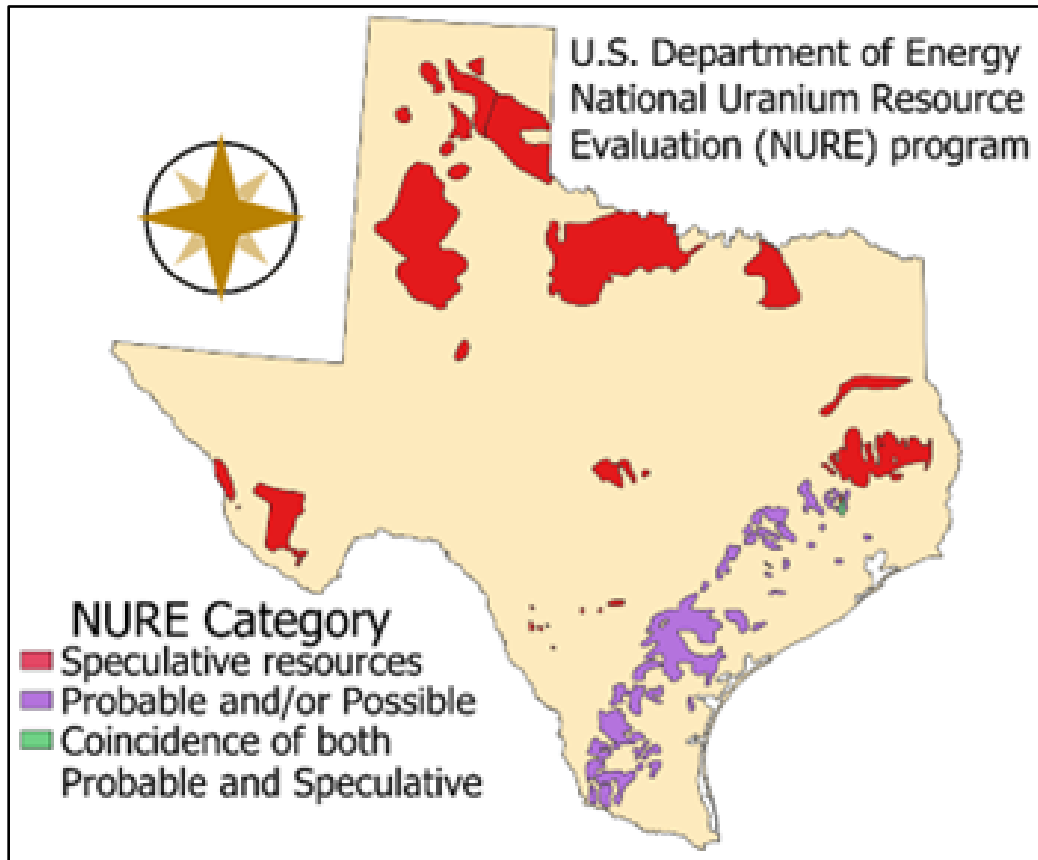 U.S. Department of Energy
National Uranium Resource
Evaluation (NURE) program
NURE Category
Speculative resources
Probable and/or Possible
Coincidence of both
Probable and Speculative